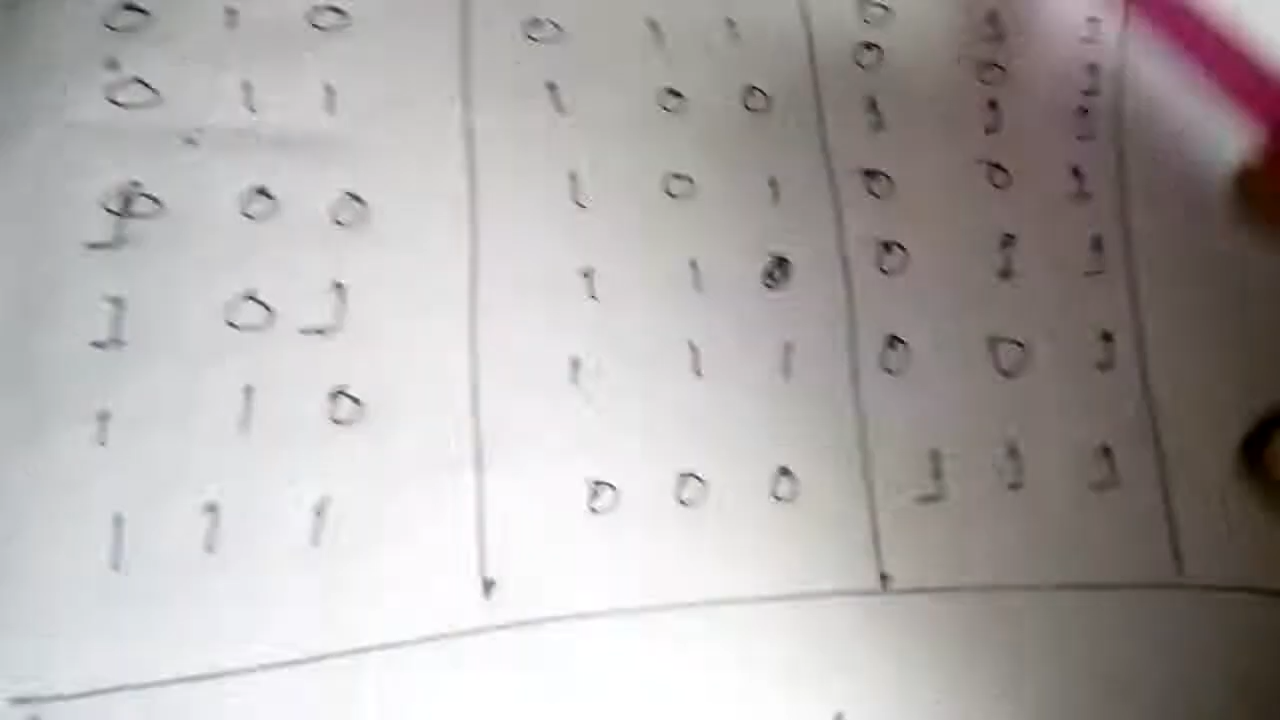 0 1 0 0 1 1 0 0 1
0 1 1 1 0 0 1 1 1
1 0 0 1 0 1 0 0 1
1 0 1 1 1 0 0 1 1
1 1 0 1 1 1 0 0 1
1 1 1 0 0 0 1 1 1